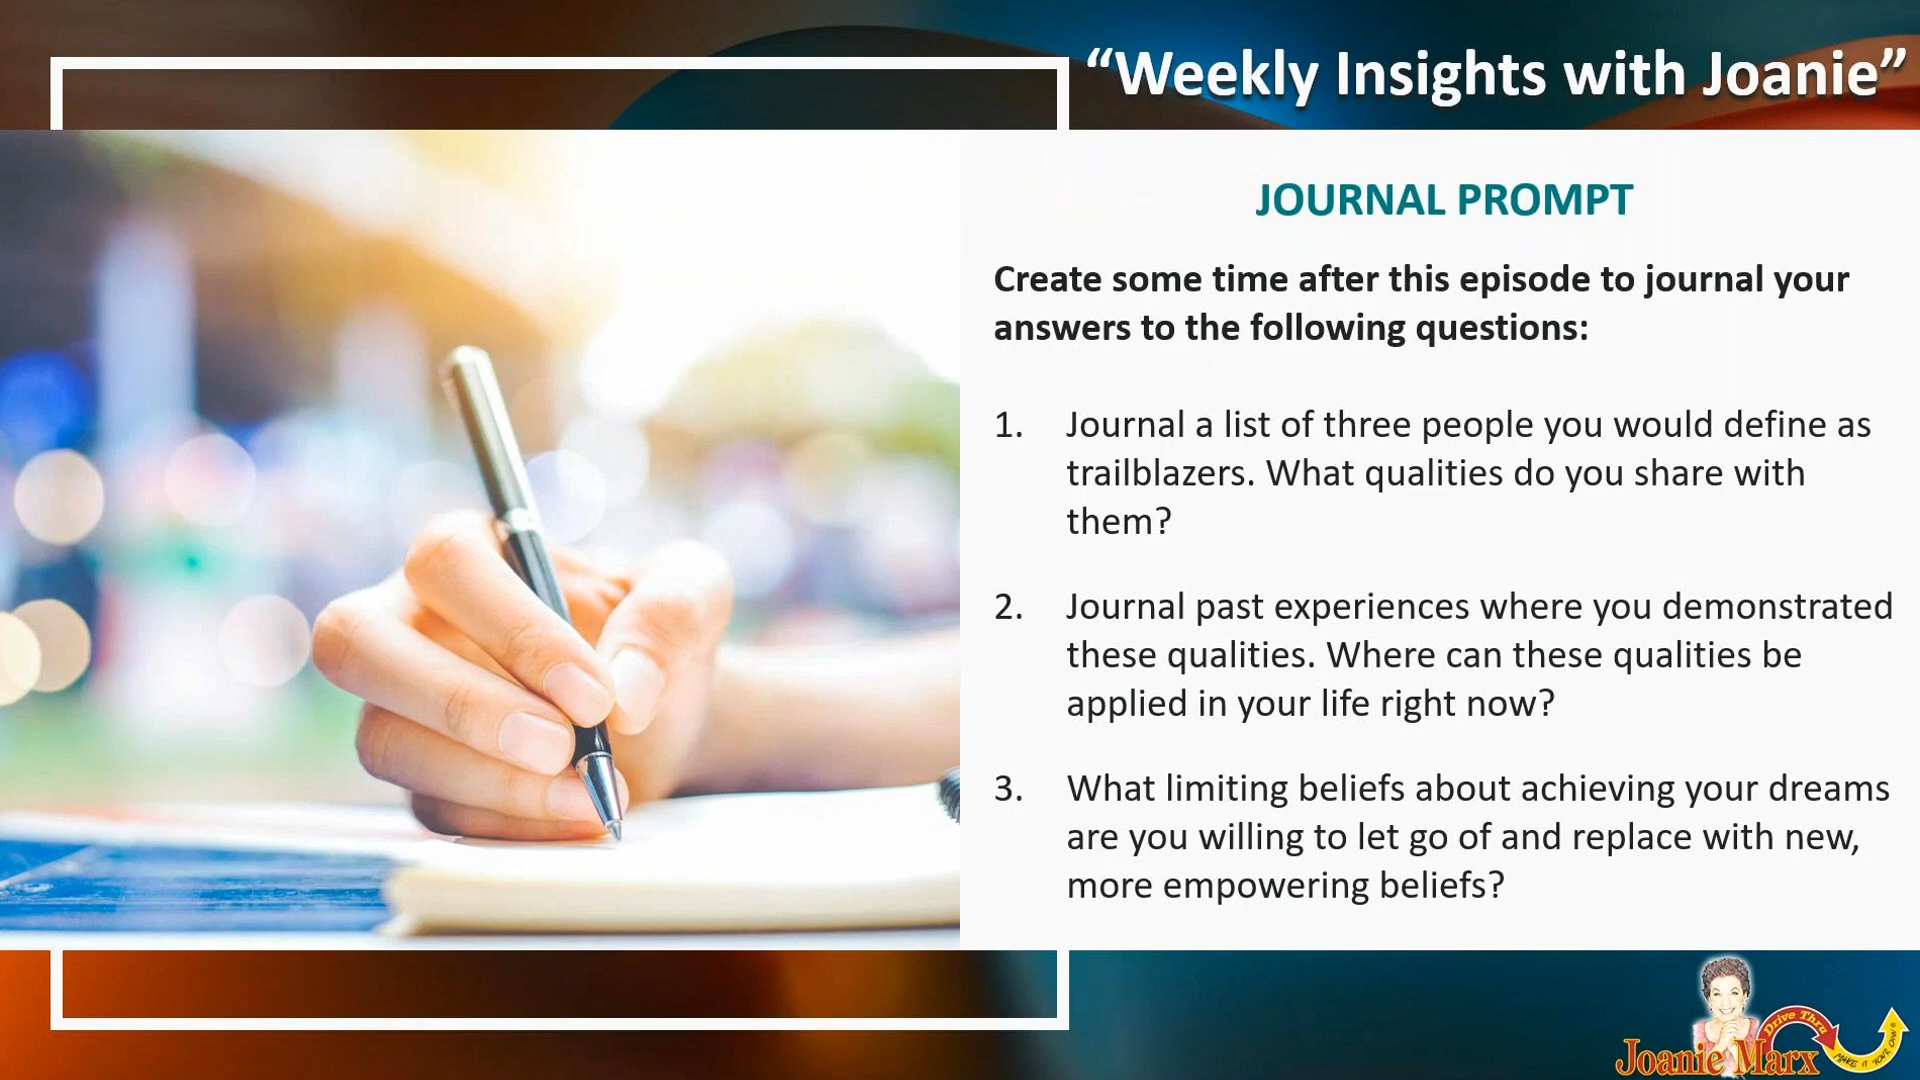 “Weekly Insights with Joanie”
JOURNAL PROMPT
Create some time after this episode to journal your
answers to the following questions:
1. Journal a list of three people you would define as
trailblazers. What qualities do you share with
them?
2. Journal past experiences where you demonstrated
these qualities. Where can these qualities be
applied in your life right now?
3. What limiting beliefs about achieving your dreams
are you willing to let go of and replace with new,
more empowering beliefs?
Drive Thru
MAKE IT YOUR OWN®
Joanie Marx